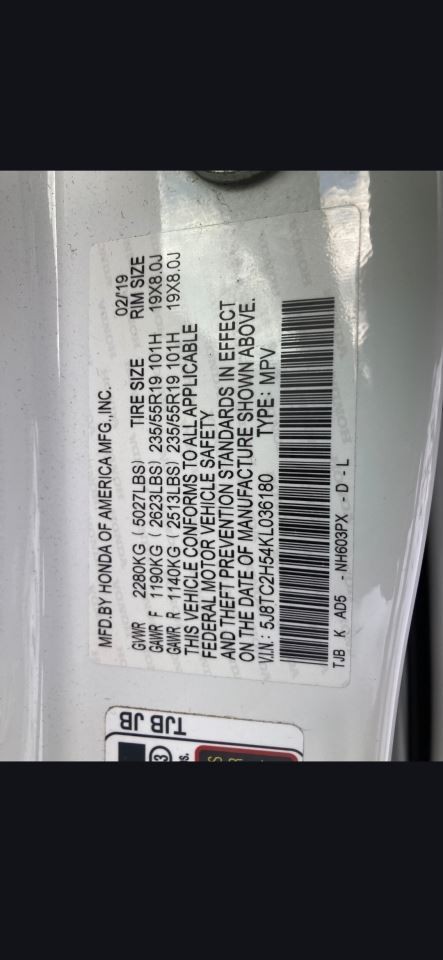 MFD.BY HONDA OF AMERICA MFG.,INC.
02/19
GVWR 2280KG (5027LBS) TIRE SIZE RIM SIZE
GAWR F 1190KG (2623LBS) 235/55R19 101H 19X8.0J
GAWR R 1140KG (2513LBS) 235/55R19 101H 19X8.0J
THIS VEHICLE CONFORMS TO ALL APPLICABLE
FEDERAL MOTOR VEHICLE SAFETY
AND THEFT PREVENTION STANDARDS IN EFFECT
ON THE DATE OF MANUFACTURE SHOWN ABOVE.
V.I.N.: 5J8TC2H54KL036180 TYPE: MPV
TJB K AD5 -NH603PX -D-L
TJB JB